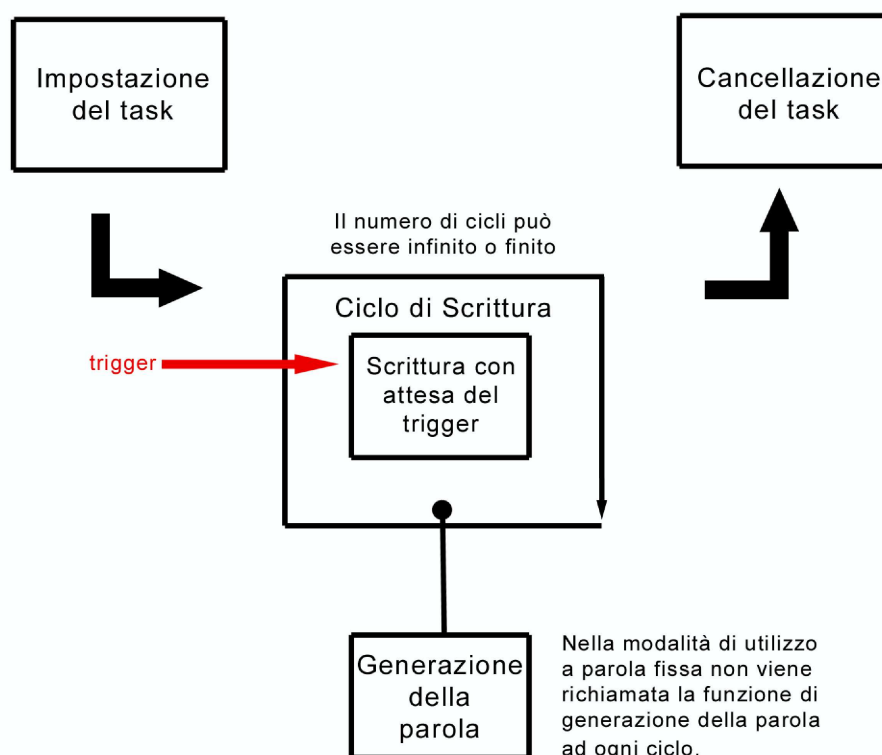 Impostazione
del task
Cancellazione
del task
Il numero di cicli può
essere infinito o finito
Ciclo di Scrittura
trigger
Scrittura con
attesa del
trigger
Generazione
della
parola
Nella modalità di utilizzo
a parola fissa non viene
richiamata la funzione di
generazione della parola
ad ogni ciclo.